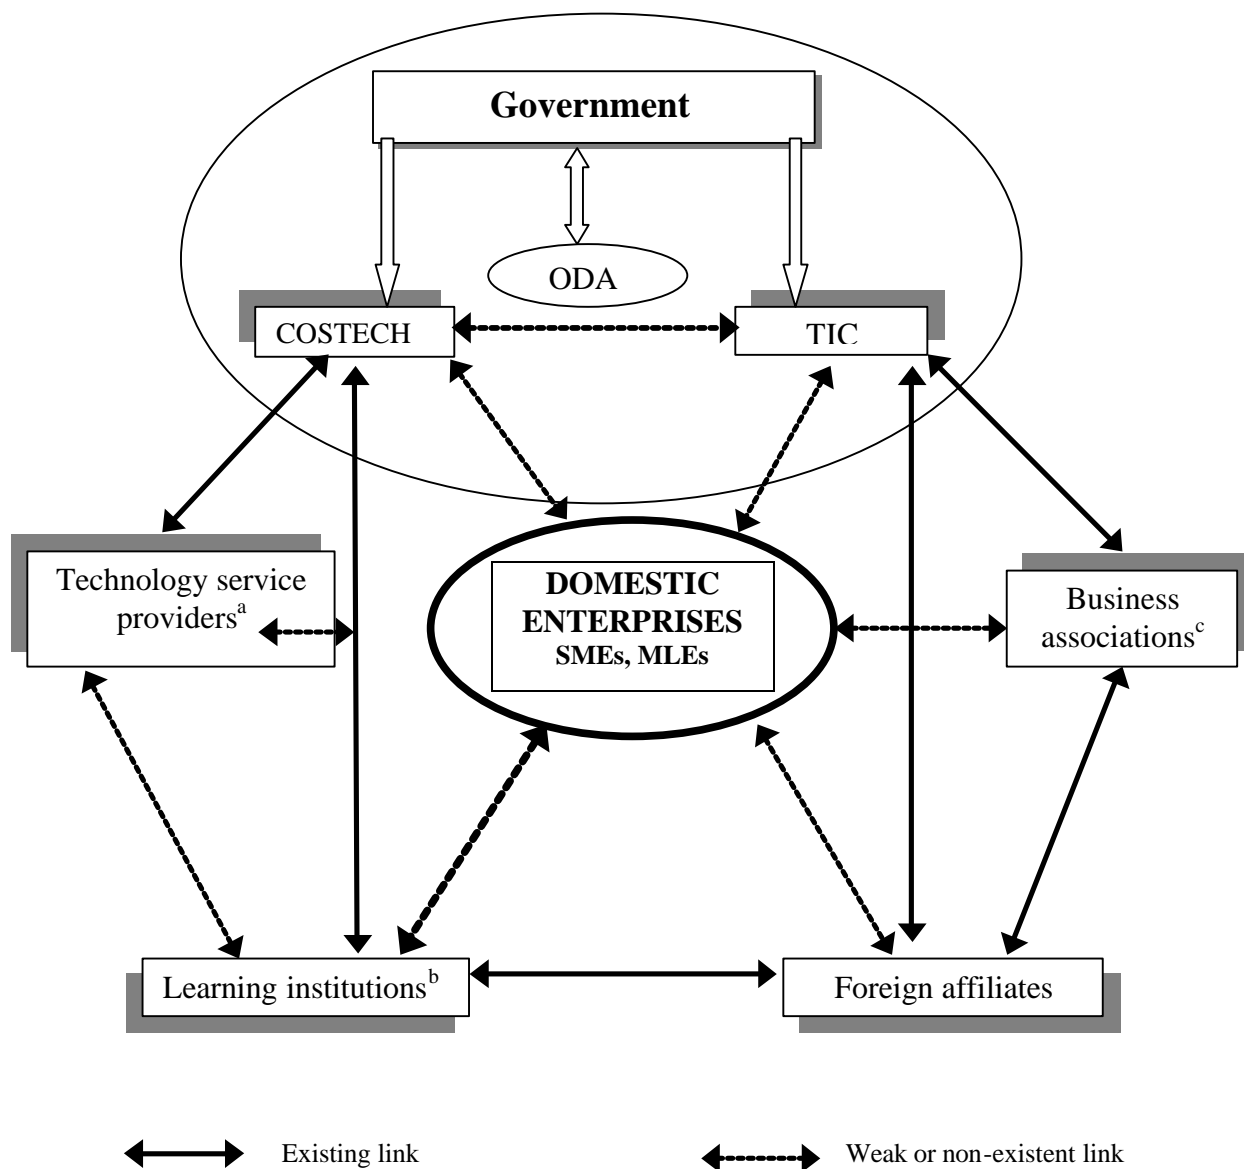 Government
ODA
COSTECH
TIC
Technology service
providersᵃ
DOMESTIC
ENTERPRISES
SMEs, MLEs
Business
associationsᶜ
Learning institutionsᵇ
Foreign affiliates
Existing link
Weak or non-existent link